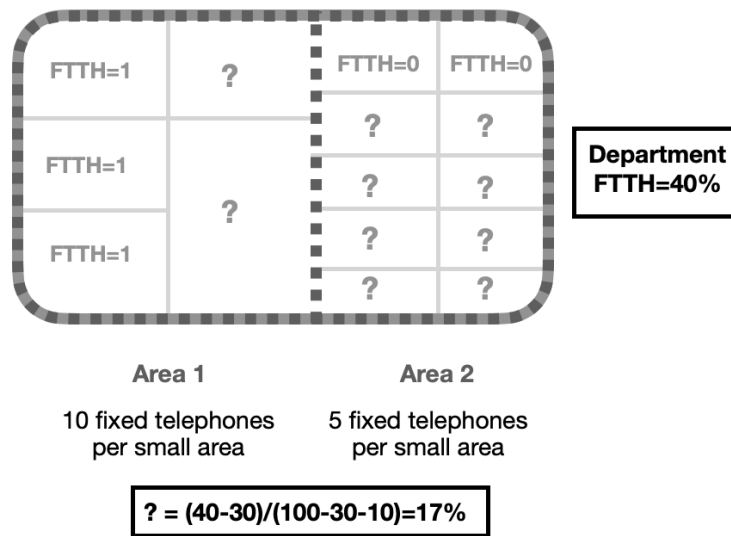 FTTH=1 ? FTTH=0 FTTH=0
? ?
FTTH=1 Department
FTTH=40%
? ? ?
FTTH=1 ? ?
? ?
Area 1 Area 2
10 fixed telephones 5 fixed telephones
per small area per small area
? = (40-30)/(100-30-10)=17%